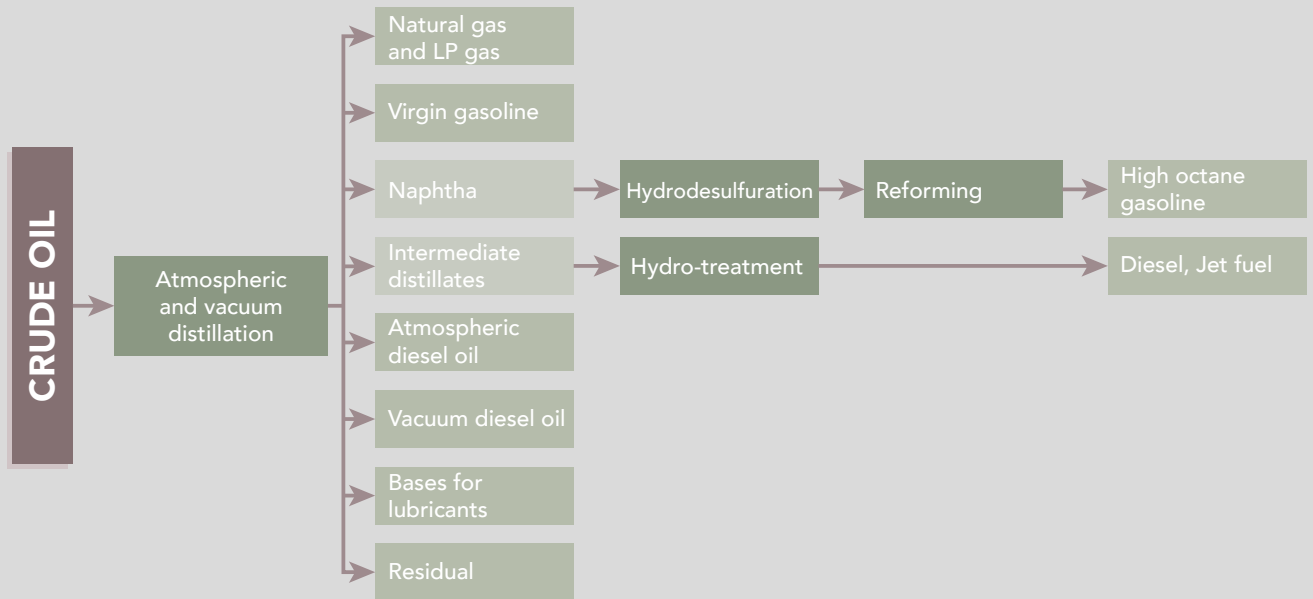 CRUDE OIL
Atmospheric
and vacuum
distillation
Natural gas
and LP gas
Virgin gasoline
Naphtha
Hydrodesulfuration
Reforming
High octane
gasoline
Intermediate
distillates
Hydro-treatment
Diesel, Jet fuel
Atmospheric
diesel oil
Vacuum diesel oil
Bases for
lubricants
Residual